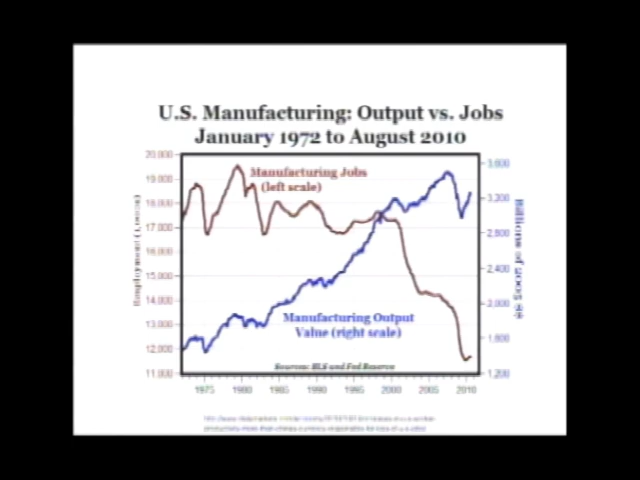 U.S. Manufacturing: Output vs. Jobs
January 1972 to August 2010
20,000
19,000
18,000
17,000
16,000
15,000
14,000
13,000
12,000
11,000
Employment (1,000s)
Manufacturing Jobs
(left scale)
Manufacturing Output
Value (right scale)
Sources: BLS and Fed Reserve
3,600
3,200
2,800
2,400
2,000
1,600
1,200
Billions of 2005 $$
1975 1980 1985 1990 1995 2000 2005 2010